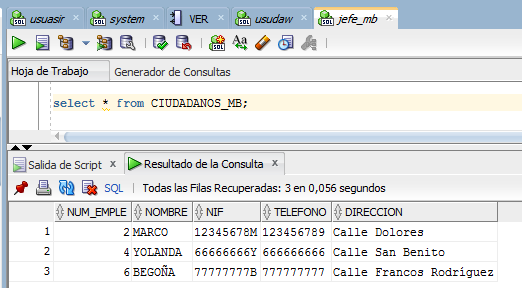 usuasir system VER usudaw jefe_mb
SQL
Hoja de Trabajo Generador de Consultas
select * from CIUDADANOS_MB;
Salida de Script x Resultado de la Consulta x
SQL | Todas las Filas Recuperadas: 3 en 0,056 segundos
NUM_EMPLE NOMBRE NIF TELEFONO DIRECCION
1 2 MARCO 12345678M 123456789 Calle Dolores
2 4 YOLANDA 66666666Y 666666666 Calle San Benito
3 6 BEGOÑA 77777777B 777777777 Calle Francos Rodríguez